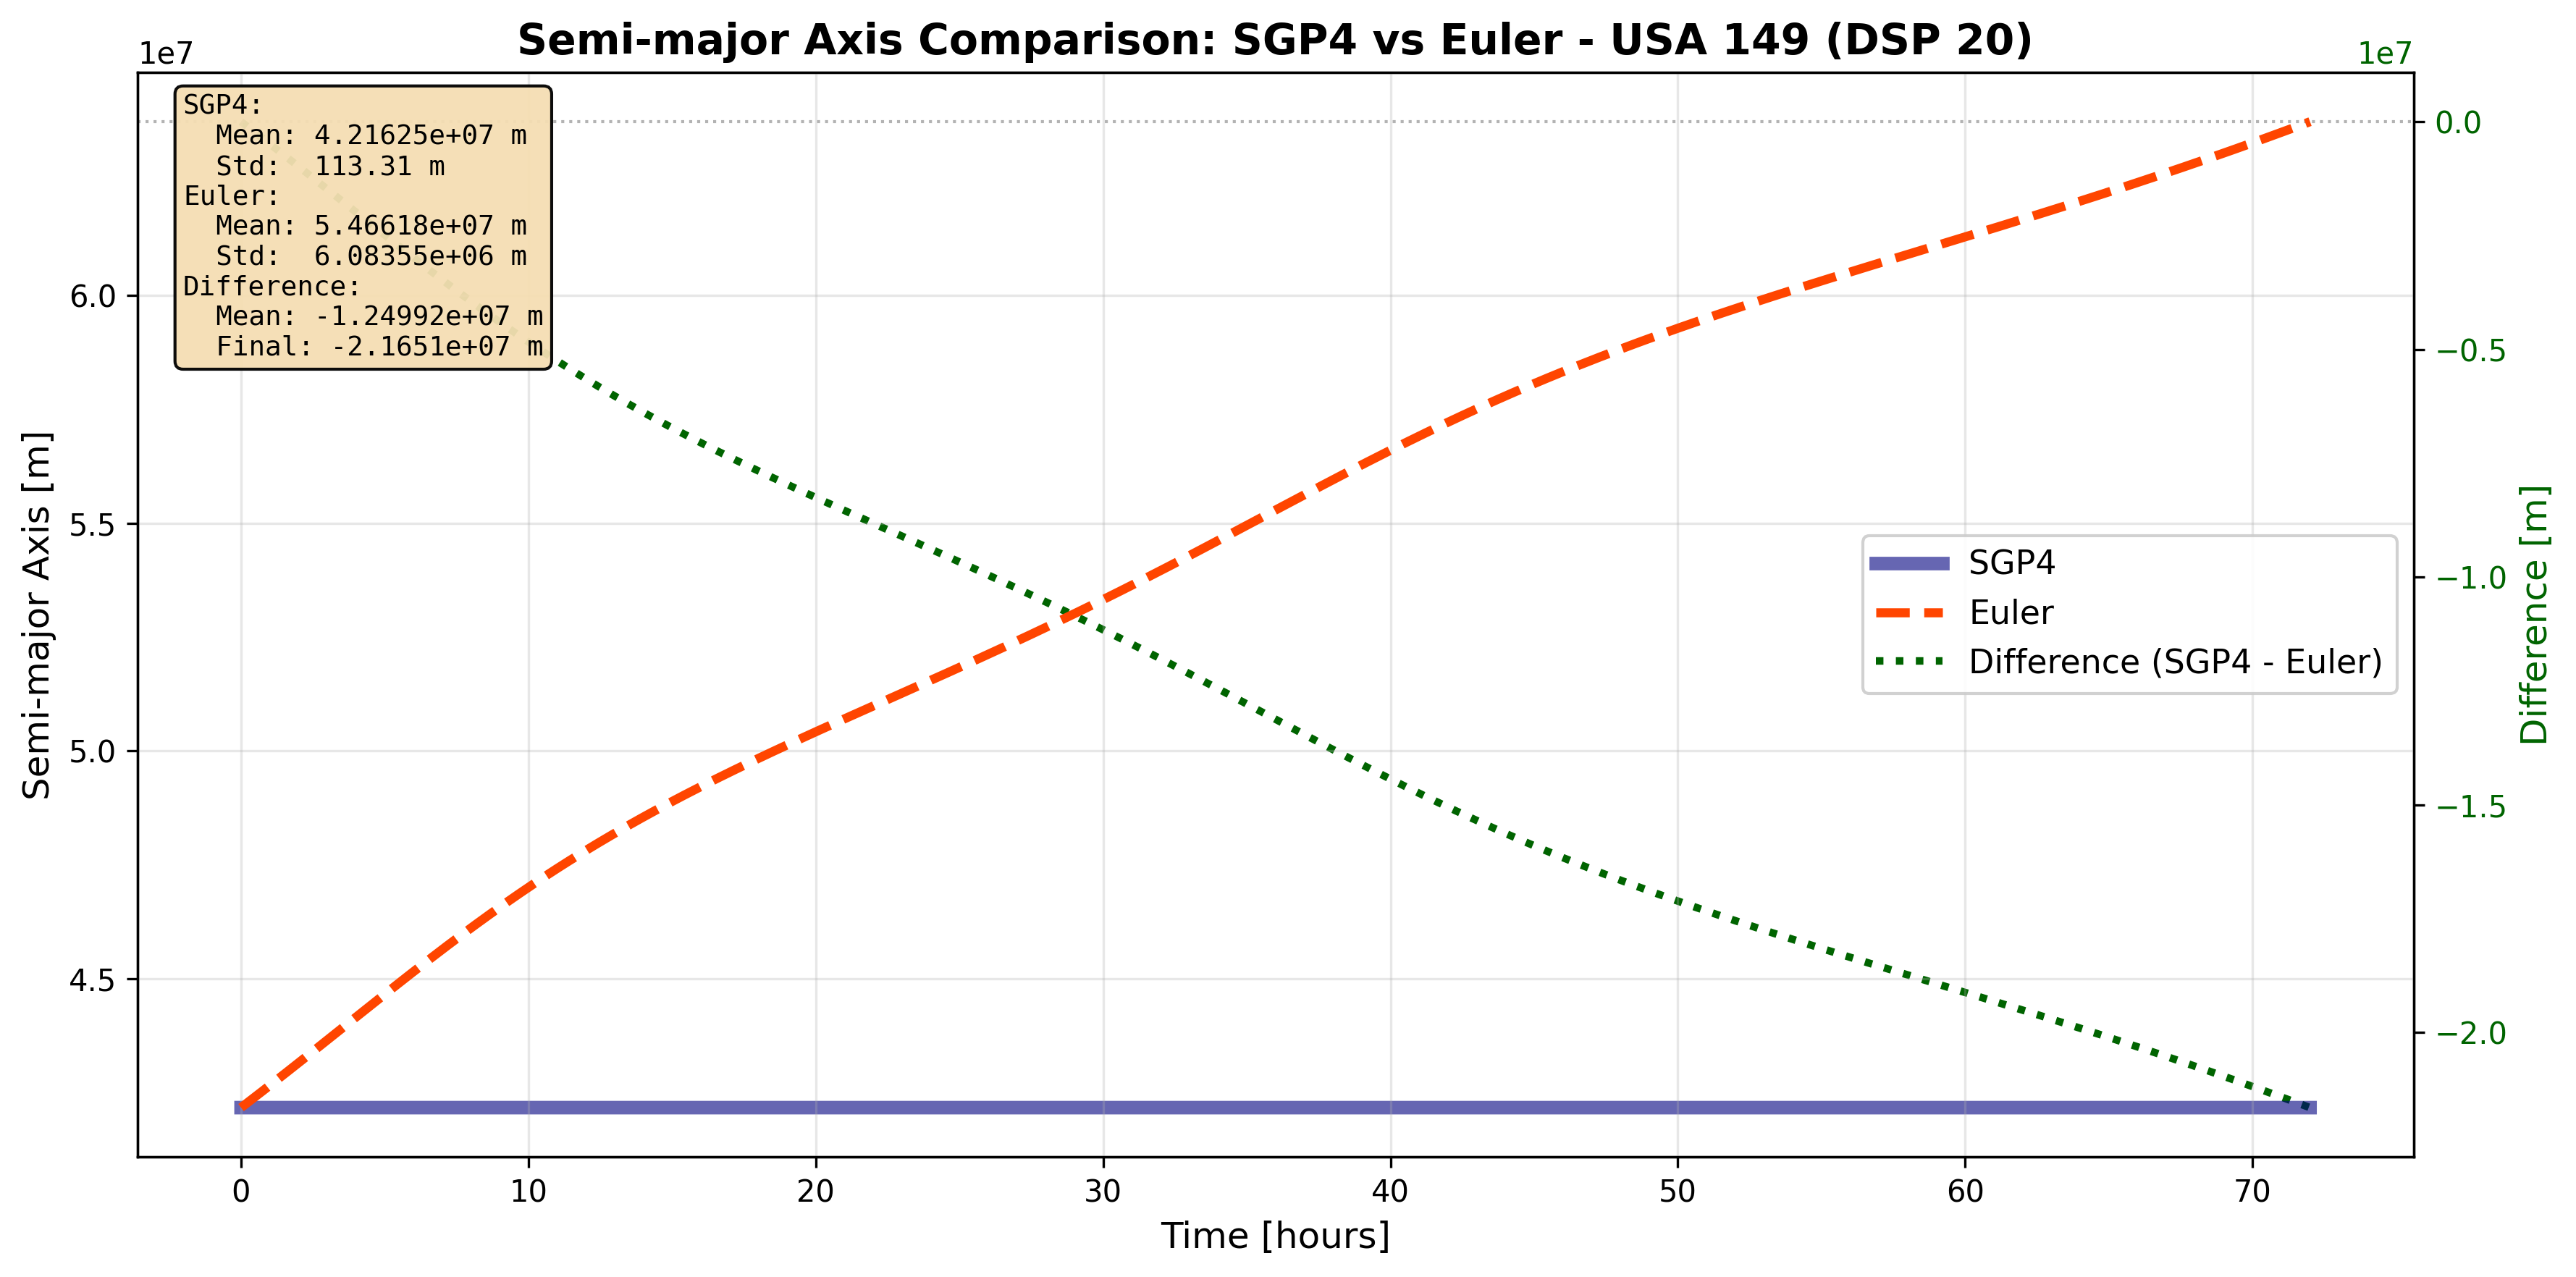 Semi-major Axis Comparison: SGP4 vs Euler - USA 149 (DSP 20)
1e7
1e7
SGP4:
  Mean: 4.21625e+07 m
  Std:  113.31 m
Euler:
  Mean: 5.46618e+07 m
  Std:  6.08355e+06 m
Difference:
  Mean: -1.24992e+07 m
  Final: -2.1651e+07 m
Semi-major Axis [m]
6.0
5.5
5.0
4.5
0.0
−0.5
−1.0
−1.5
−2.0
Difference [m]
SGP4
Euler
Difference (SGP4 - Euler)
0 10 20 30 40 50 60 70
Time [hours]